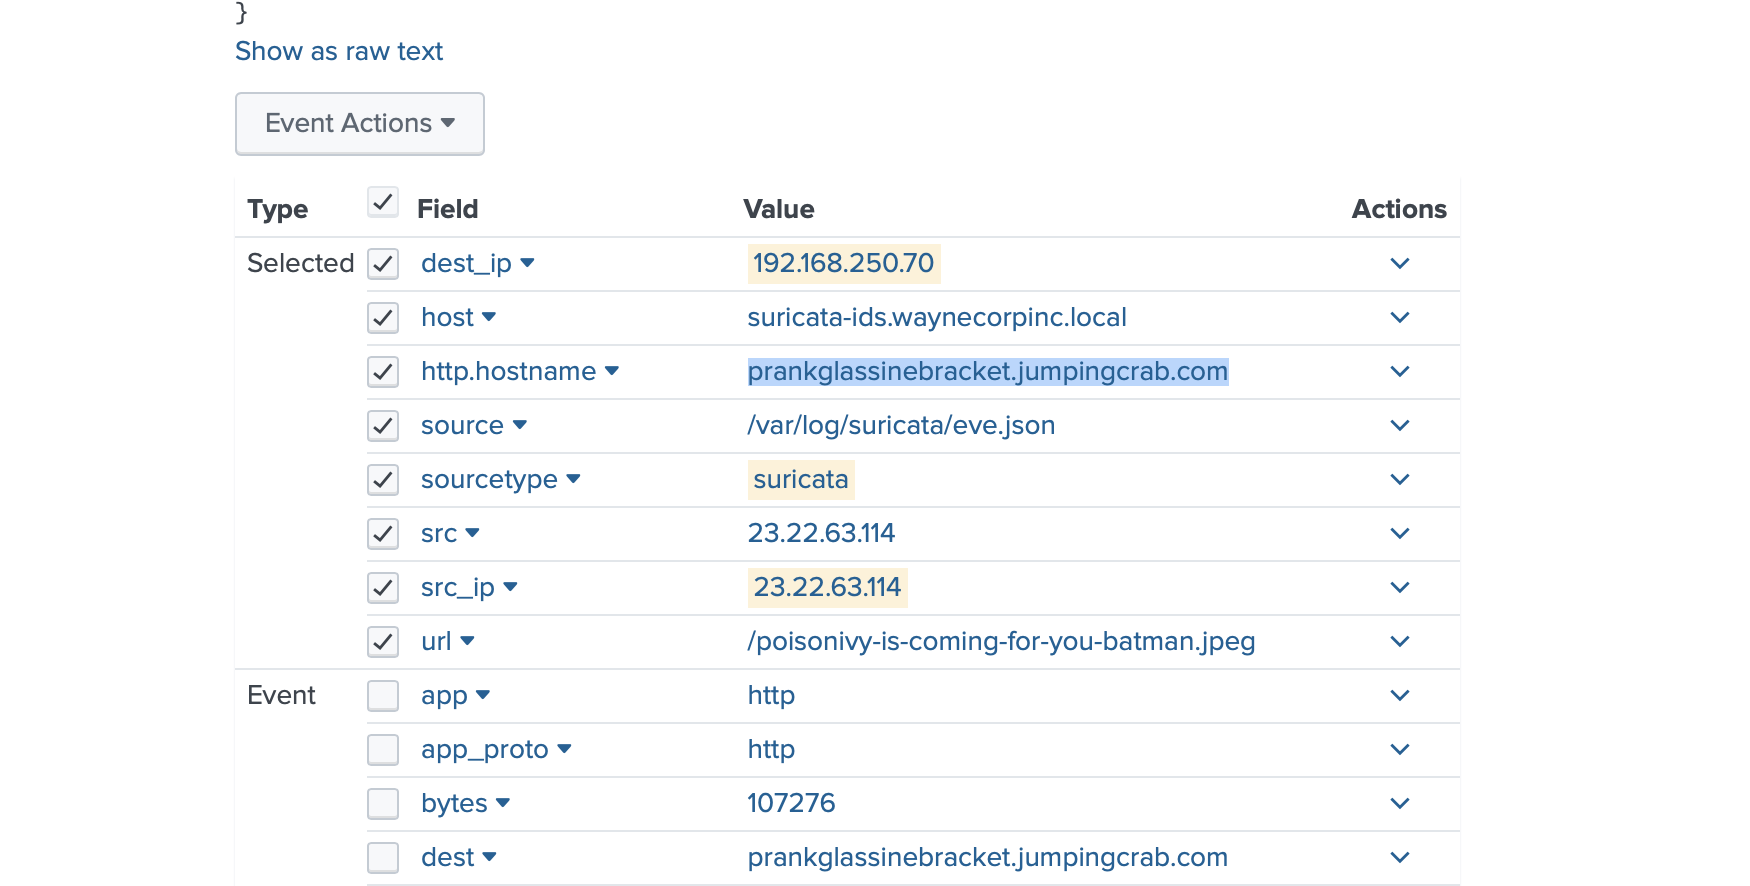 }
Show as raw text
Event Actions
Type Field Value Actions
Selected dest_ip 192.168.250.70
host suricata-ids.waynecorpinc.local
http.hostname prankglassinebracket.jumpingcrab.com
source /var/log/suricata/eve.json
sourcetype suricata
src 23.22.63.114
src_ip 23.22.63.114
url /poisonivy-is-coming-for-you-batman.jpeg
Event app http
app_proto http
bytes 107276
dest prankglassinebracket.jumpingcrab.com